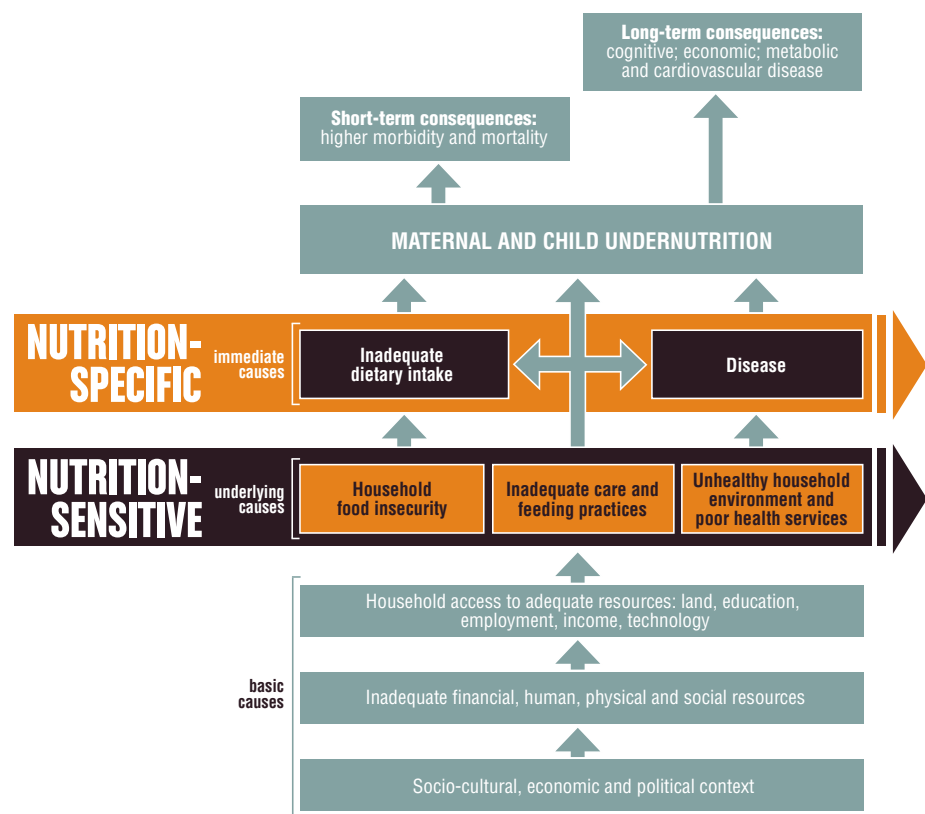 Long-term consequences:
cognitive; economic; metabolic
and cardiovascular disease
Short-term consequences:
higher morbidity and mortality
MATERNAL AND CHILD UNDERNUTRITION
NUTRITION-
SPECIFIC
immediate
causes
Inadequate
dietary intake
Disease
NUTRITION-
SENSITIVE
underlying
causes
Household
food insecurity
Inadequate care and
feeding practices
Unhealthy household
environment and
poor health services
basic
causes
Household access to adequate resources: land, education,
employment, income, technology
Inadequate financial, human, physical and social resources
Socio-cultural, economic and political context